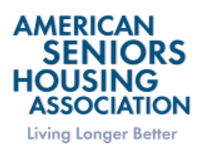 AMERICAN
SENIORS
HOUSING
ASSOCIATION
Living Longer Better